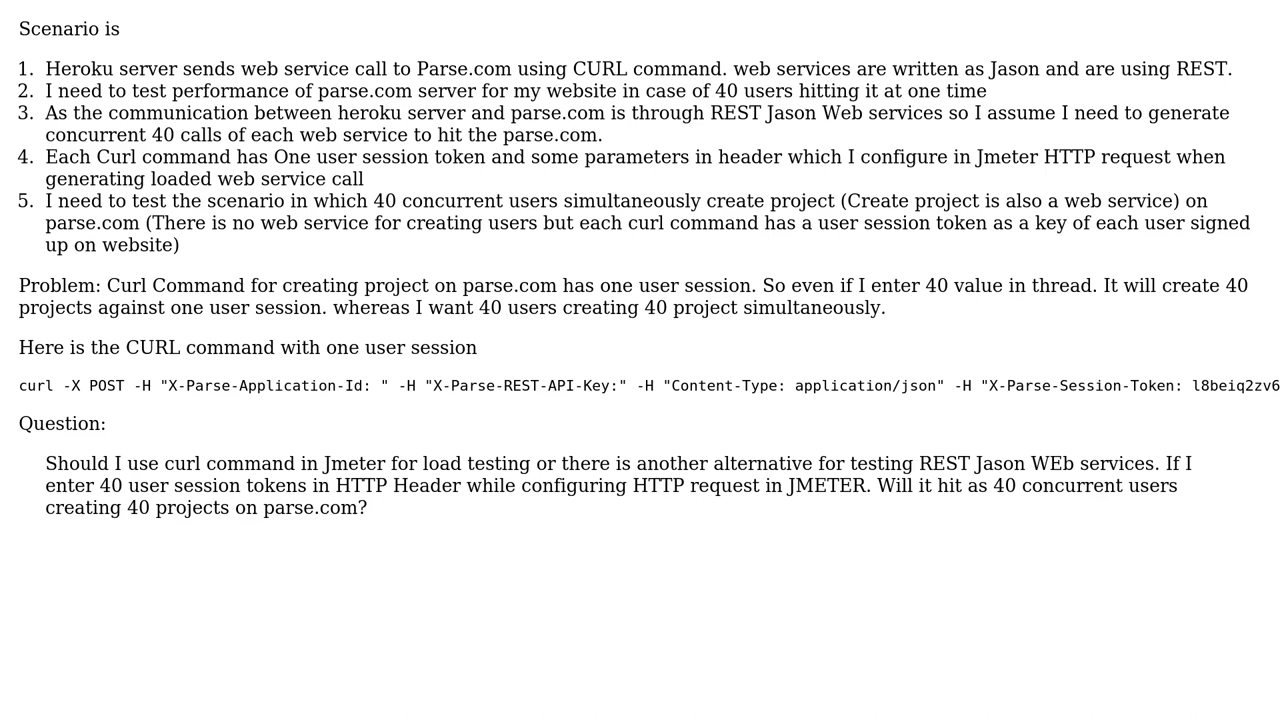 Scenario is
1. Heroku server sends web service call to Parse.com using CURL command. web services are written as Jason and are using REST.
2. I need to test performance of parse.com server for my website in case of 40 users hitting it at one time
3. As the communication between heroku server and parse.com is through REST Jason Web services so I assume I need to generate
concurrent 40 calls of each web service to hit the parse.com.
4. Each Curl command has One user session token and some parameters in header which I configure in Jmeter HTTP request when
generating loaded web service call
5. I need to test the scenario in which 40 concurrent users simultaneously create project (Create project is also a web service) on
parse.com (There is no web service for creating users but each curl command has a user session token as a key of each user signed
up on website)
Problem: Curl Command for creating project on parse.com has one user session. So even if I enter 40 value in thread. It will create 40
projects against one user session. whereas I want 40 users creating 40 project simultaneously.
Here is the CURL command with one user session
curl -X POST -H "X-Parse-Application-Id: " -H "X-Parse-REST-API-Key:" -H "Content-Type: application/json" -H "X-Parse-Session-Token: l8beiq2zv6
Question:
Should I use curl command in Jmeter for load testing or there is another alternative for testing REST Jason WEb services. If I
enter 40 user session tokens in HTTP Header while configuring HTTP request in JMETER. Will it hit as 40 concurrent users
creating 40 projects on parse.com?